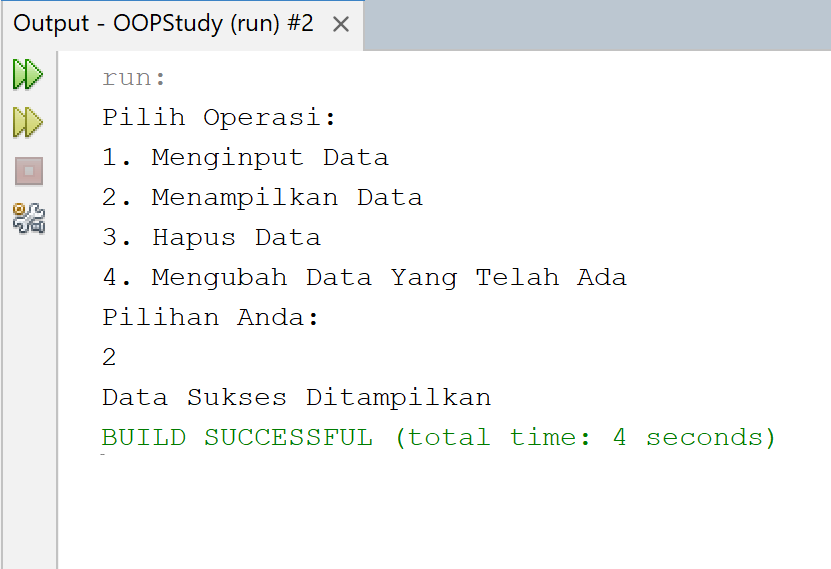 Output - OOPStudy (run) #2
run:
Pilih Operasi:
1. Menginput Data
2. Menampilkan Data
3. Hapus Data
4. Mengubah Data Yang Telah Ada
Pilihan Anda:
2
Data Sukses Ditampilkan
BUILD SUCCESSFUL (total time: 4 seconds)